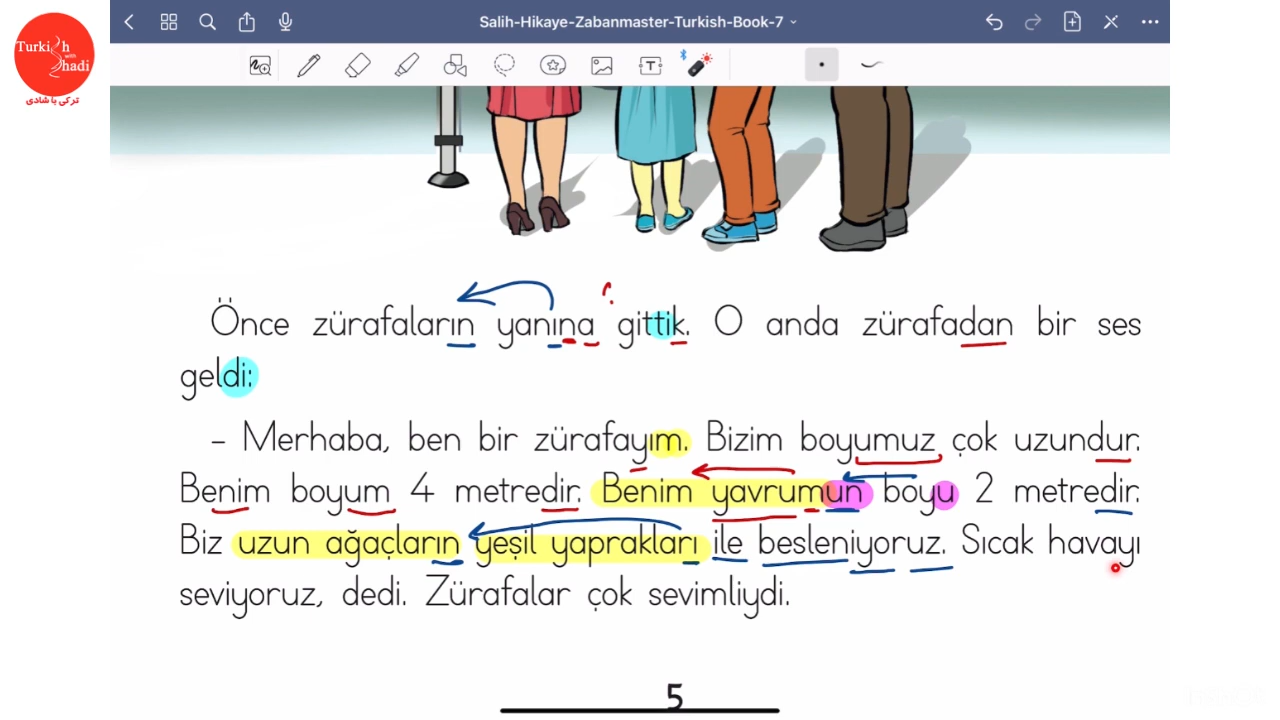 Turkish
with
Shadi
ترکی با شادی
Salih-Hikaye-Zabanmaster-Turkish-Book-7
T
Önce zürafaların yanına gittik. O anda zürafadan bir ses
geldi:
– Merhaba, ben bir zürafayım. Bizim boyumuz çok uzundur.
Benim boyum 4 metredir. Benim yavrumun boyu 2 metredir.
Biz uzun ağaçların yeşil yaprakları ile besleniyoruz. Sıcak havayı
seviyoruz, dedi. Zürafalar çok sevimliydi.
5